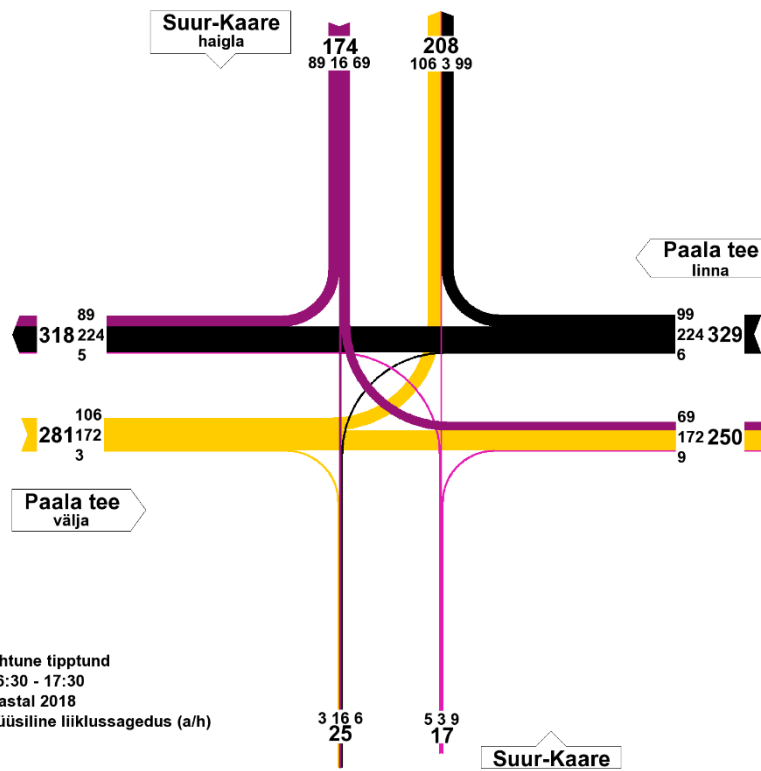 Suur-Kaare
haigla
174
89 16 69
208
106 3 99
Paala tee
linna
89
318 224
5
99
224 329
6
106
281 172
3
69
172 250
9
Paala tee
välja
htune tipptund
6:30 - 17:30
astal 2018
üüsiline liiklussagedus (a/h)
3 16 6
25
5 3 9
17
Suur-Kaare